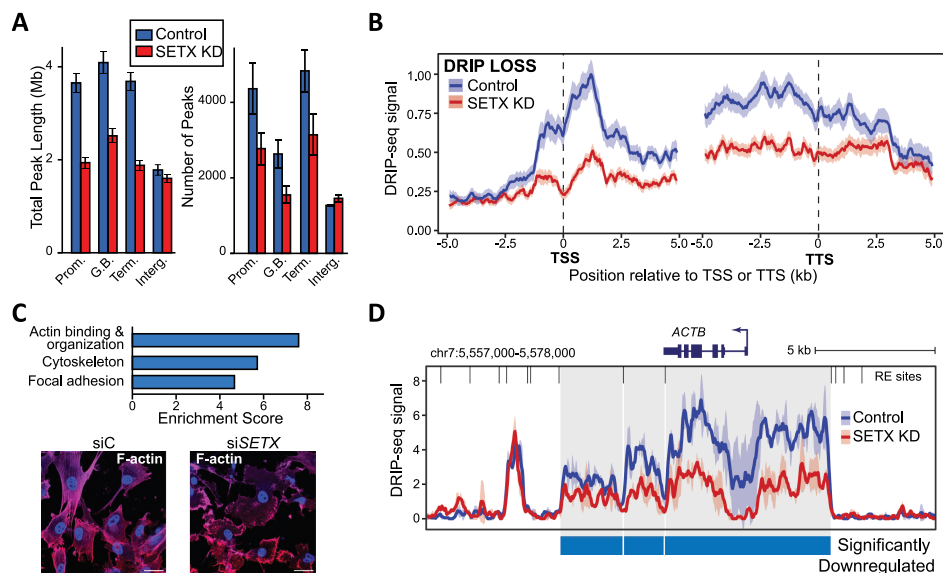 A
Control
SETX KD
Total Peak Length (Mb)
4
2
0
Prom.
G.B.
Term.
Interg.
Number of Peaks
4000
2000
0
Prom.
G.B.
Term.
Interg.
B
DRIP LOSS
Control
SETX KD
DRIP-seq signal
1.00
0.75
0.50
0.25
0
-5.0
-2.5
0
2.5
5.0
-5.0
-2.5
0
2.5
5.0
TSS
TTS
Position relative to TSS or TTS (kb)
C
Actin binding &
organization
Cytoskeleton
Focal adhesion
0
2
4
6
8
Enrichment Score
siC
siSETX
F-actin
F-actin
D
ACTB
chr7:5,557,000-5,578,000
5 kb
RE sites
DRIP-seq signal
8
6
4
2
0
Control
SETX KD
Significantly
Downregulated